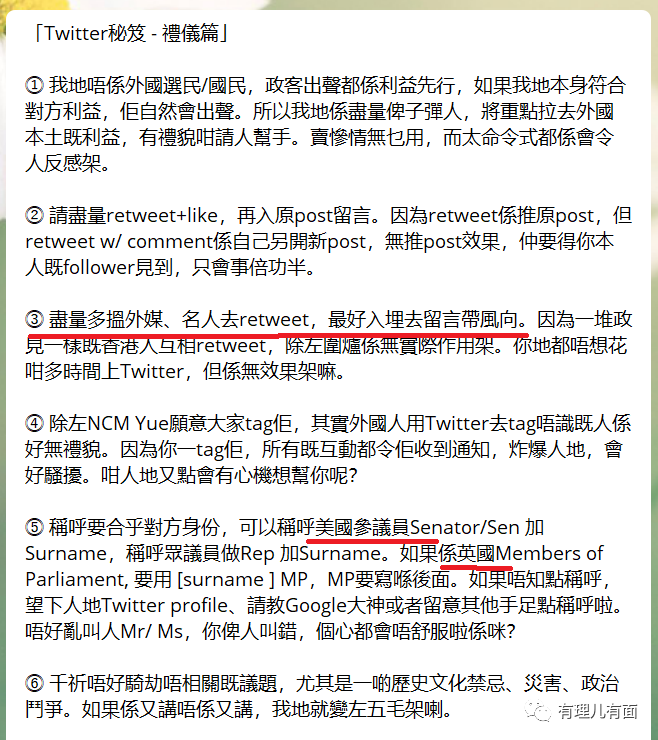 「Twitter秘笈 - 禮儀篇」
① 我地唔係外國選民/國民，政客出聲都係利益先行，如果我地本身符合
對方利益，佢自然會出聲。所以我地係盡量俾子彈人，將重點拉去外國
本土既利益，有禮貌咁請人幫手。賣慘情無乜用，而太命令式都係會令
人反感架。
② 請盡量retweet+like，再入原post留言。因為retweet係推原post，但
retweet w/ comment係自己另開新post，無推post效果，仲要得你本
人既follower見到，只會事倍功半。
③ 盡量多搵外媒、名人去retweet，最好入埋去留言帶風向。因為一堆政
見一樣既香港人互相retweet，除左圍爐係無實際作用架。你地都唔想花
咁多時間上Twitter，但係無效果架嘛。
④ 除左NCM Yue願意大家tag佢，其實外國人用Twitter去tag唔識既人係
好無禮貌。因為你一tag佢，所有既互動都令佢收到通知，炸爆人地，會
好騷擾。咁人地又點會有心機想幫你呢?
⑤ 稱呼要合乎對方身份，可以稱呼美國參議員Senator/Sen 加
Surname，稱呼眾議員做Rep 加Surname。如果係英國Members of
Parliament, 要用 [surname ] MP，MP要寫喺後面。如果唔知點稱呼，
望下人地Twitter profile、請教Google大神或者留意其他手足點稱呼啦。
唔好亂叫人Mr/ Ms，你俾人叫錯，個心都會唔舒服啦係咪?
⑥ 千祈唔好騎劫唔相關既議題，尤其是一啲歷史文化禁忌、災害、政治
鬥爭。如果係又講唔係又講，我地就變左五毛架喇。
有理儿有面